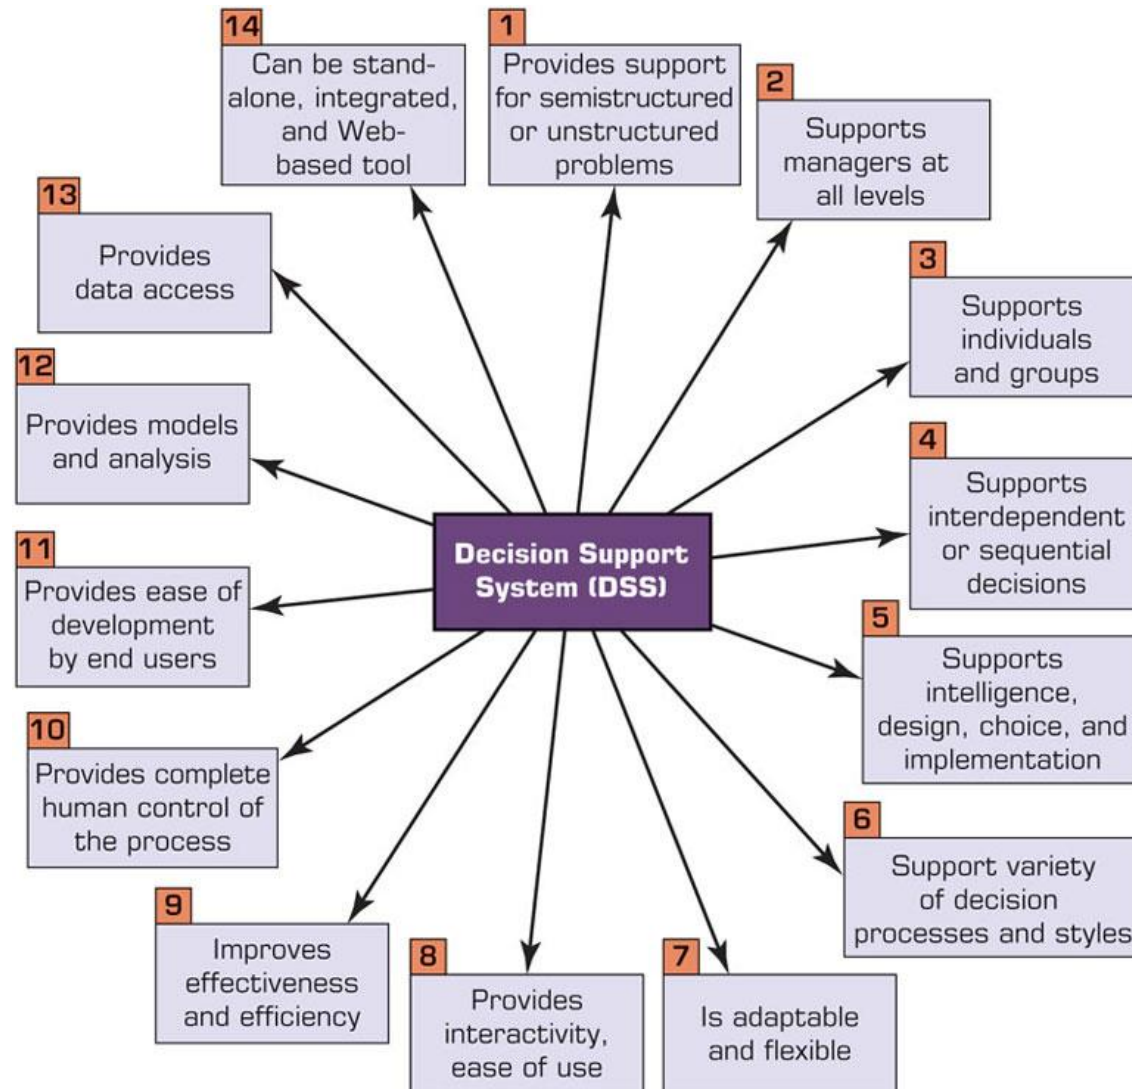 14
Can be stand-
alone, integrated,
and Web-
based tool
1
Provides support
for semistructured
or unstructured
problems
2
Supports
managers at
all levels
3
Supports
individuals
and groups
4
Supports
interdependent
or sequential
decisions
5
Supports
intelligence,
design, choice, and
implementation
6
Support variety
of decision
processes and styles
7
Is adaptable
and flexible
8
Provides
interactivity,
ease of use
9
Improves
effectiveness
and efficiency
10
Provides complete
human control of
the process
11
Provides ease of
development
by end users
12
Provides models
and analysis
13
Provides
data access
Decision Support
System (DSS)